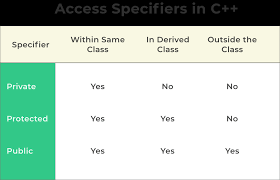 Access Specifiers in C++
Specifier Within Same Class In Derived Class Outside the Class
Private Yes No No
Protected Yes Yes No
Public Yes Yes Yes